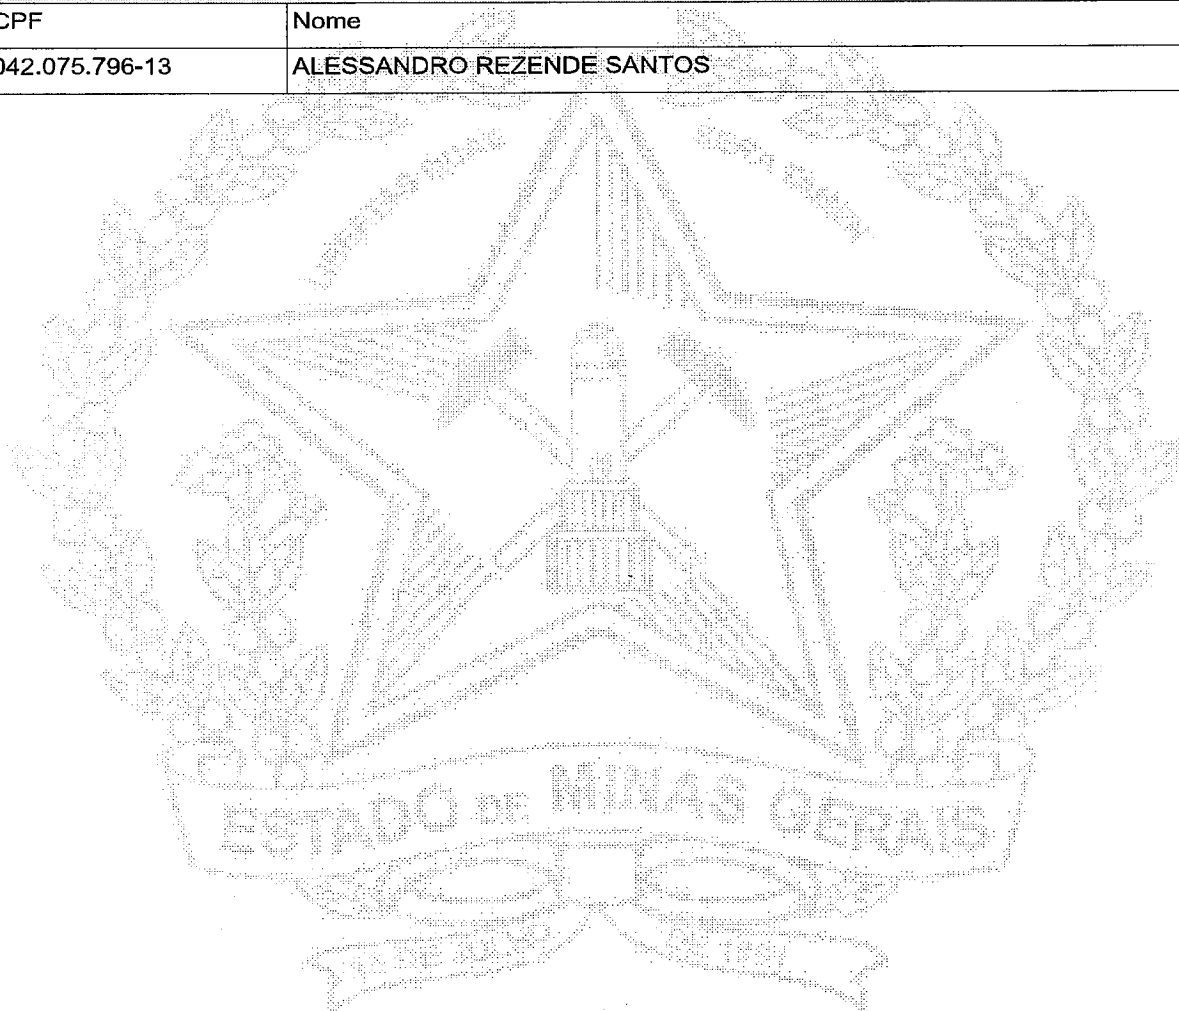 CPF Nome
042.075.796-13 ALESSANDRO REZENDE SANTOS
ESTADO DE MINAS GERAIS